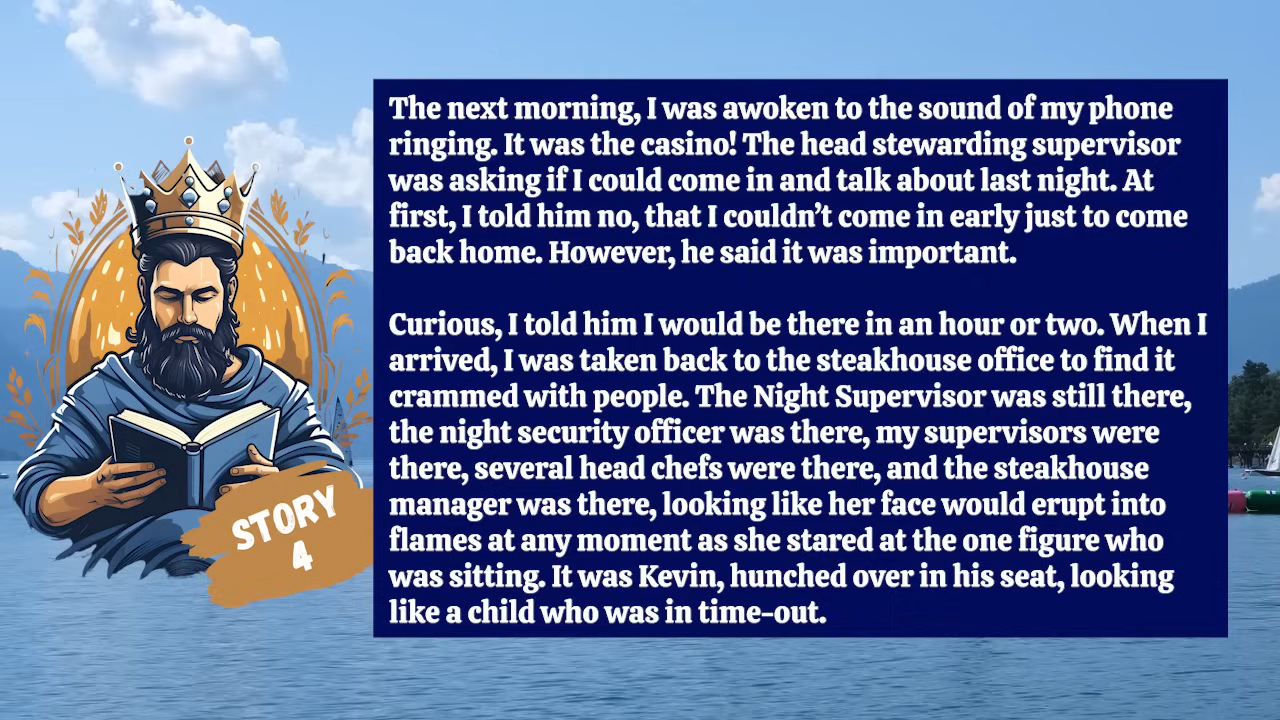 The next morning, I was awoken to the sound of my phone
ringing. It was the casino! The head stewarding supervisor
was asking if I could come in and talk about last night. At
first, I told him no, that I couldn’t come in early just to come
back home. However, he said it was important.
Curious, I told him I would be there in an hour or two. When I
arrived, I was taken back to the steakhouse office to find it
crammed with people. The Night Supervisor was still there,
the night security officer was there, my supervisors were
there, several head chefs were there, and the steakhouse
manager was there, looking like her face would erupt into
flames at any moment as she stared at the one figure who
was sitting. It was Kevin, hunched over in his seat, looking
like a child who was in time-out.
STORY
4